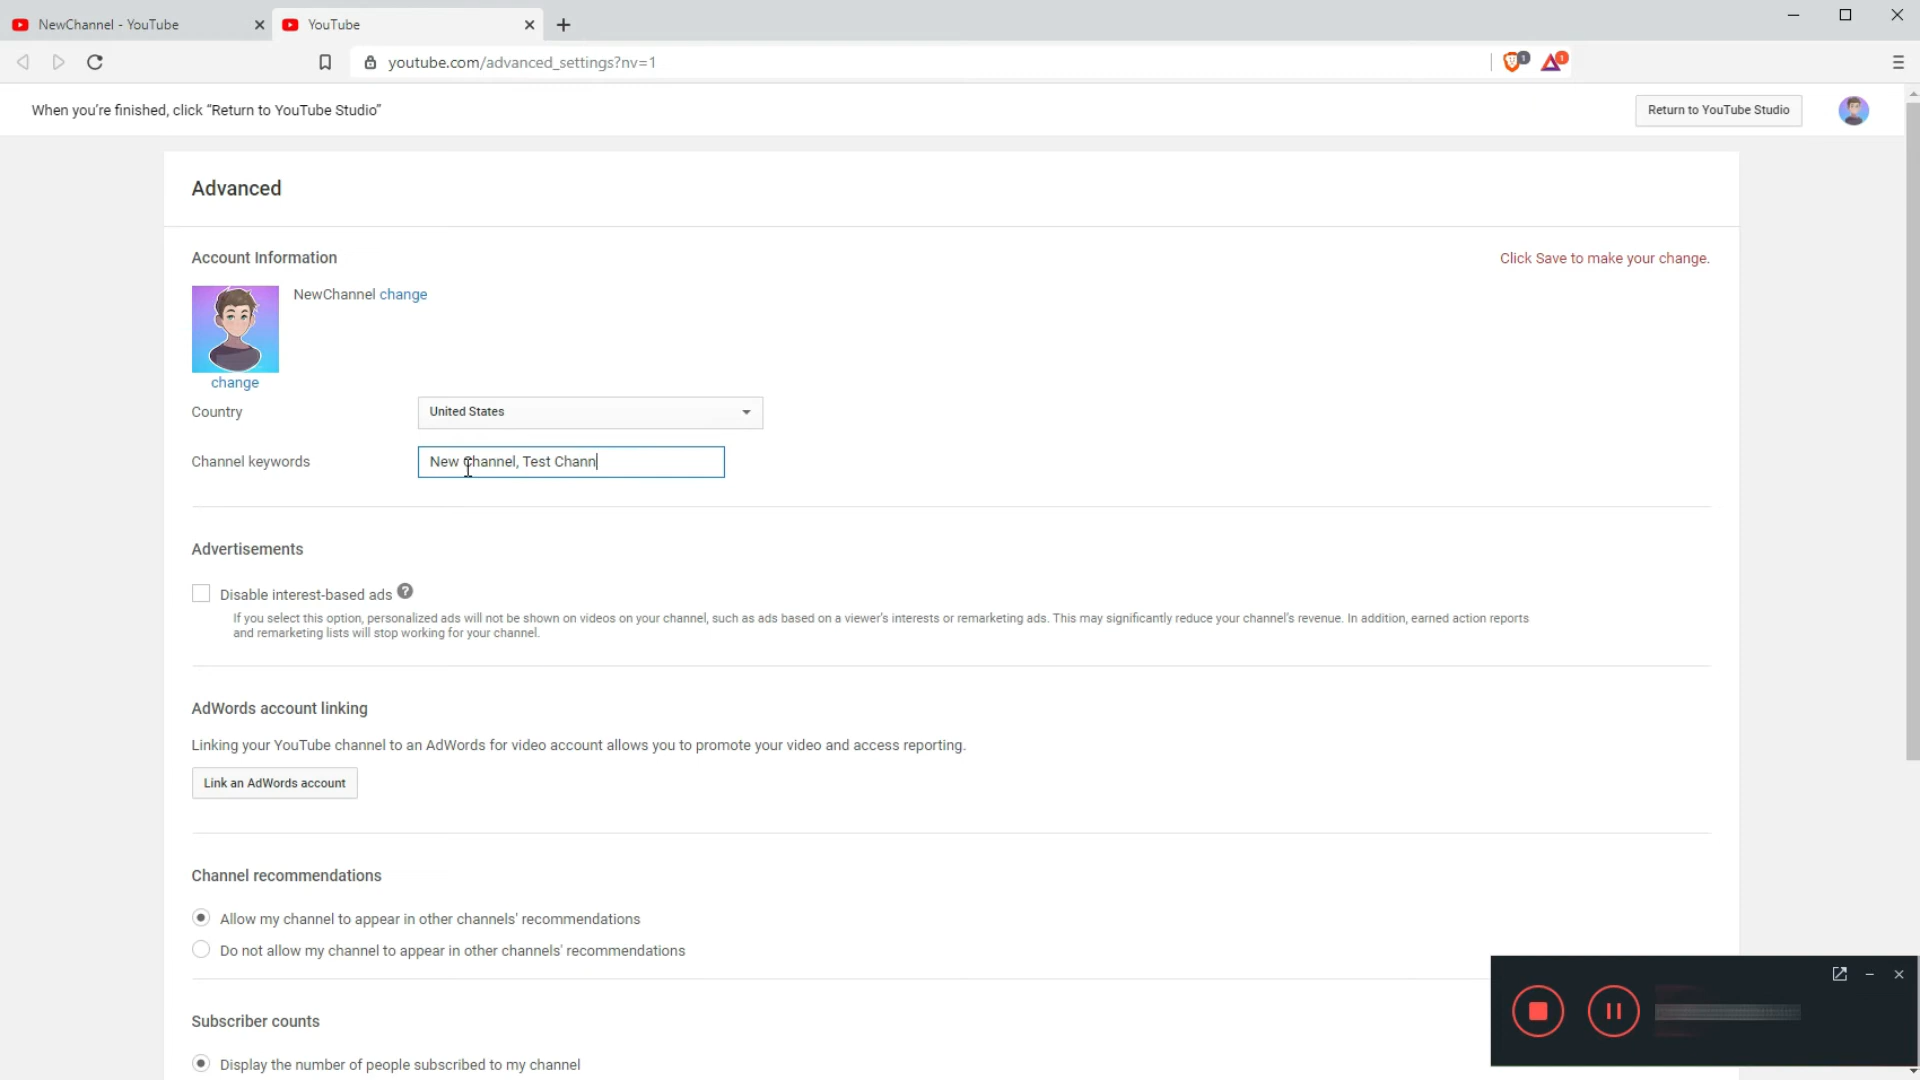 NewChannel - YouTube
YouTube
youtube.com/advanced_settings?nv=1
1
1
When you're finished, click “Return to YouTube Studio”
Return to YouTube Studio
Advanced
Account Information
Click Save to make your change.
NewChannel change
change
Country
United States
Channel keywords
New Channel, Test Chann
Advertisements
Disable interest-based ads ?
If you select this option, personalized ads will not be shown on videos on your channel, such as ads based on a viewer's interests or remarketing ads. This may significantly reduce your channel's revenue. In addition, earned action reports
and remarketing lists will stop working for your channel.
AdWords account linking
Linking your YouTube channel to an AdWords for video account allows you to promote your video and access reporting.
Link an AdWords account
Channel recommendations
Allow my channel to appear in other channels' recommendations
Do not allow my channel to appear in other channels' recommendations
Subscriber counts
Display the number of people subscribed to my channel